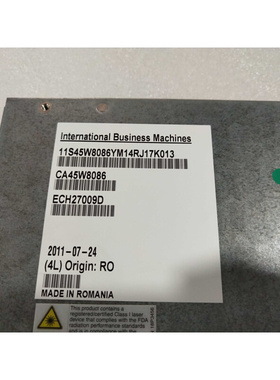 International Business Machines
11S45W8086YM14RJ17K013
CA45W8086
ECH27009D
2011-07-24
(4L) Origin: RO
MADE IN ROMANIA
This product contains a
registered/certified Class I laser
device that complies with the FDA
radiation performance standards